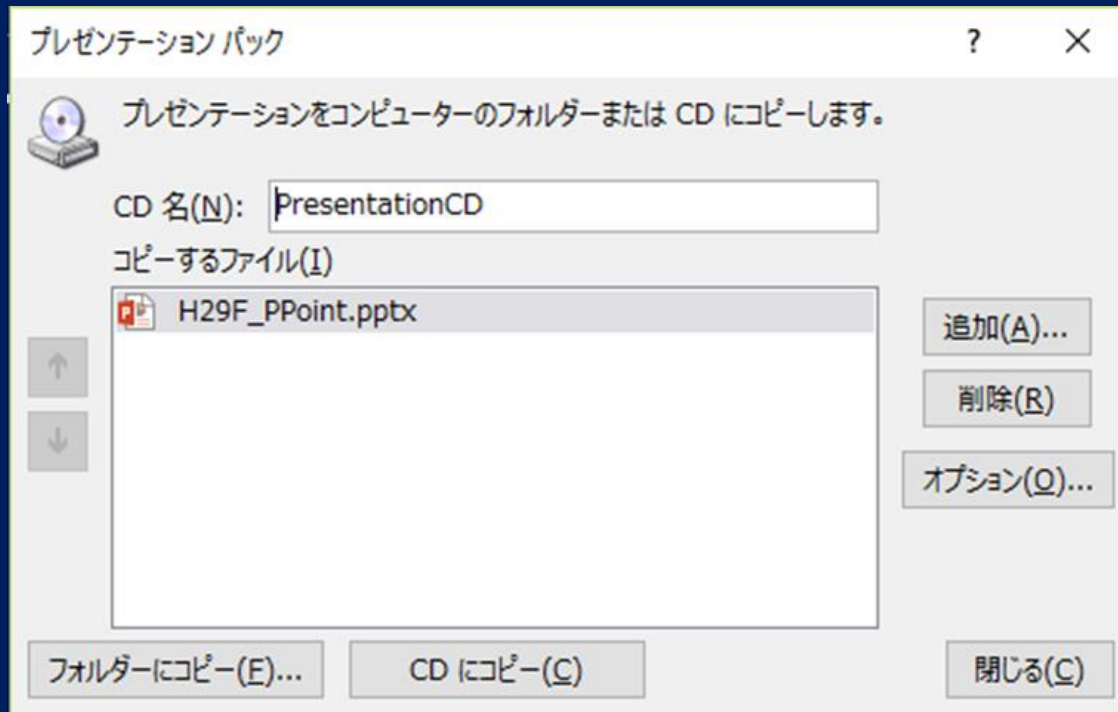 プレゼンテーション パック
?
プレゼンテーションをコンピューターのフォルダーまたは CD にコピーします。
CD 名(N):
PresentationCD
コピーするファイル(I)
H29F_PPoint.pptx
追加(A)...
削除(R)
オプション(O)...
フォルダーにコピー(F)...
CD にコピー(C)
閉じる(C)